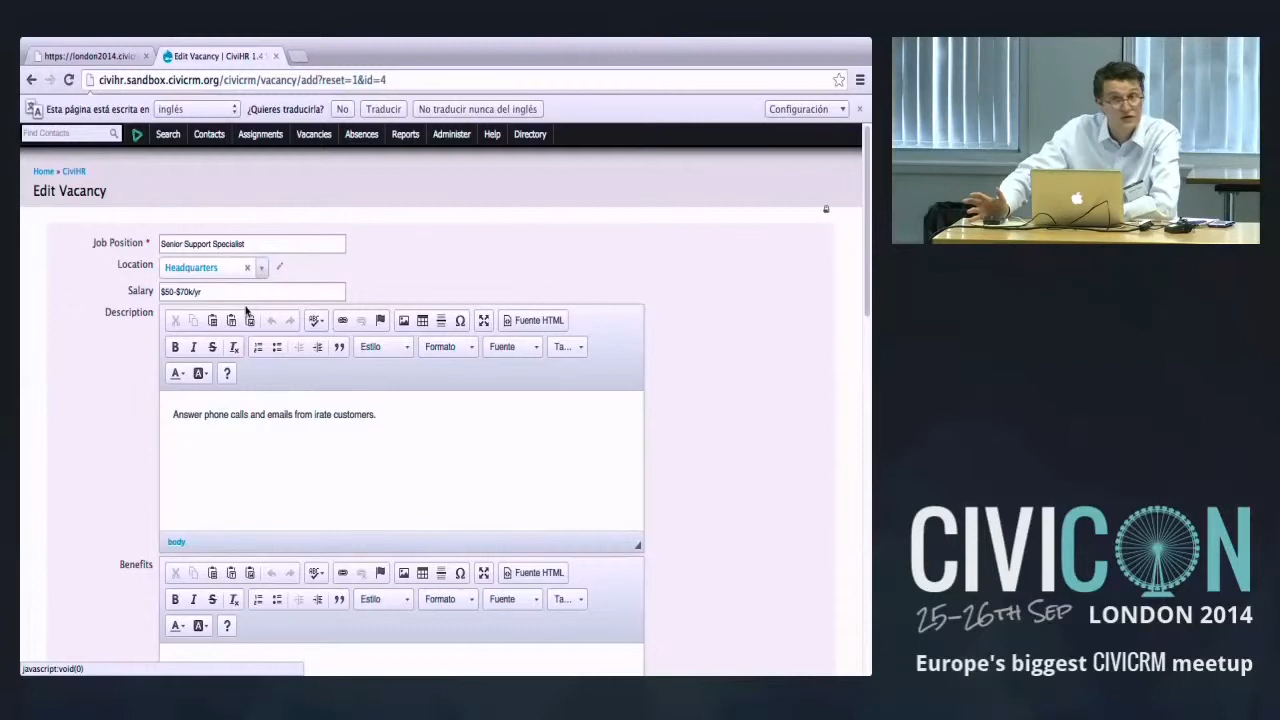 https://london2014.civic
Edit Vacancy | CiviHR 1.4
civihr.sandbox.civicrm.org/civicrm/vacancy/add?reset=1&id=4
Esta página está escrita en inglés ¿Quieres traducirla? No Traducir No traducir nunca del inglés Configuración
Find Contacts Search Contacts Assignments Vacancies Absences Reports Administer Help Directory
Home » CiviHR
Edit Vacancy
Job Position * Senior Support Specialist
Location Headquarters
Salary $50-$70k/yr
Description
Fuente HTML
Estilo Formato Fuente Ta...
Answer phone calls and emails from irate customers.
body
Benefits
Fuente HTML
Estilo Formato Fuente Ta...
javascript:void(0)
CIVICON
25-26TH SEP LONDON 2014
Europe's biggest CIVICRM meetup